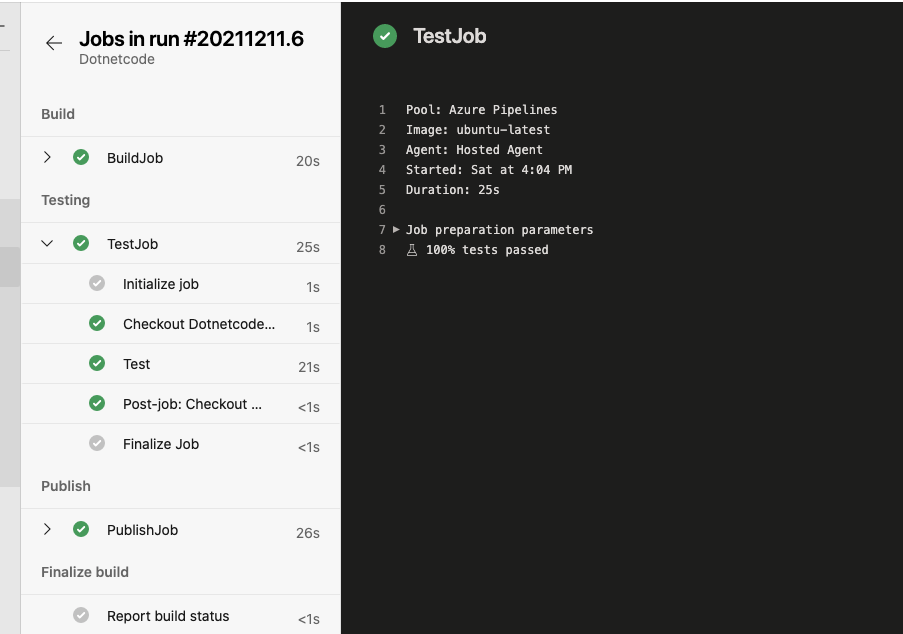 Jobs in run #20211211.6
Dotnetcode
Build
BuildJob 20s
Testing
TestJob 25s
Initialize job 1s
Checkout Dotnetcode... 1s
Test 21s
Post-job: Checkout ... <1s
Finalize Job <1s
Publish
PublishJob 26s
Finalize build
Report build status <1s
TestJob
1 Pool: Azure Pipelines
2 Image: ubuntu-latest
3 Agent: Hosted Agent
4 Started: Sat at 4:04 PM
5 Duration: 25s
6
7 Job preparation parameters
8 100% tests passed